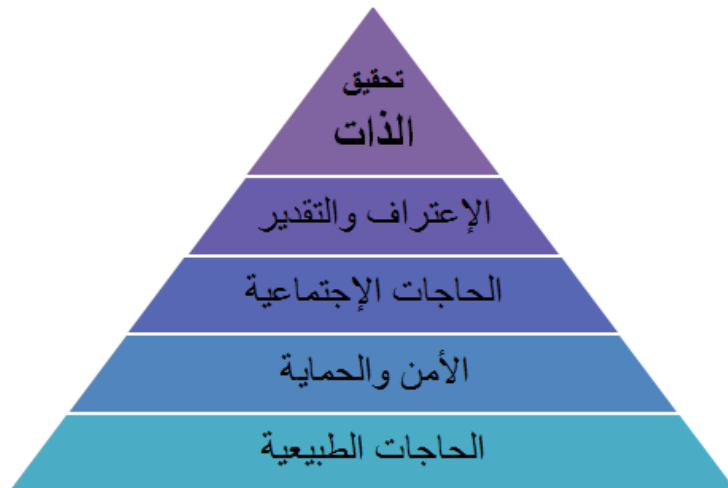 تحقيق
الذات
الإعتراف والتقدير
الحاجات الإجتماعية
الأمن والحماية
الحاجات الطبيعية